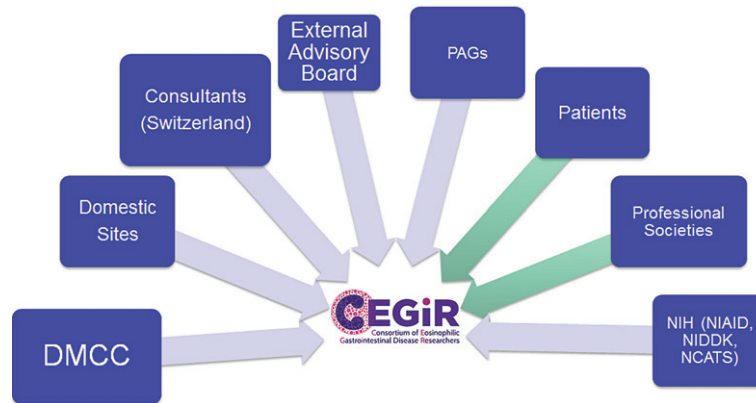 External
Advisory
Board
PAGs
Consultants
(Switzerland)
Patients
Domestic
Sites
Professional
Societies
DMCC
CEGiR
Consortium of Eosinophilic
Gastrointestinal Disease Researchers
NIH (NIAID,
NIDDK,
NCATS)